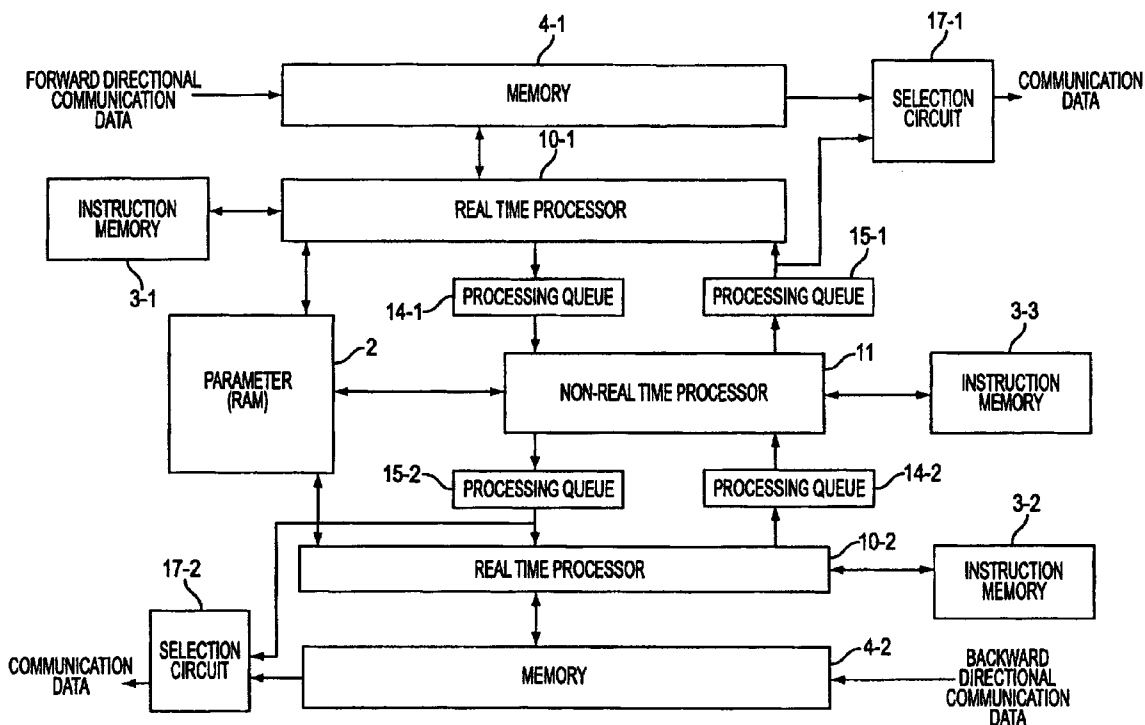 4-1
17-1
FORWARD DIRECTIONAL
COMMUNICATION
DATA
MEMORY
SELECTION
CIRCUIT
COMMUNICATION
DATA
10-1
INSTRUCTION
MEMORY
REAL TIME PROCESSOR
3-1
15-1
14-1
PROCESSING QUEUE
PROCESSING QUEUE
2
11
3-3
PARAMETER
(RAM)
NON-REAL TIME PROCESSOR
INSTRUCTION
MEMORY
15-2
PROCESSING QUEUE
PROCESSING QUEUE
14-2
3-2
10-2
17-2
REAL TIME PROCESSOR
INSTRUCTION
MEMORY
4-2
COMMUNICATION
DATA
SELECTION
CIRCUIT
MEMORY
BACKWARD
DIRECTIONAL
COMMUNICATION
DATA